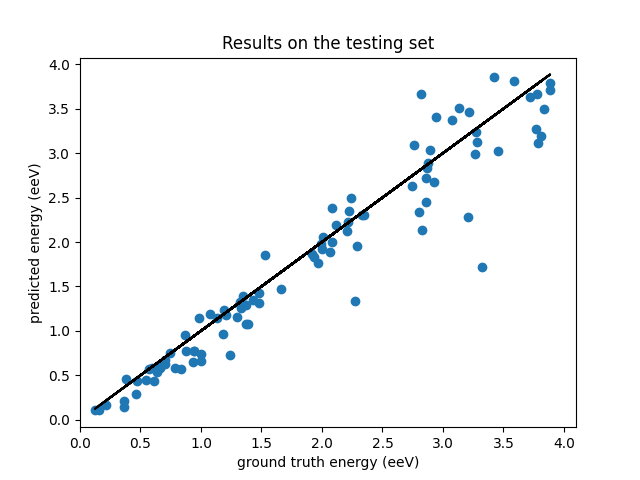 Results on the testing set
4.0
3.5
3.0
2.5
2.0
1.5
1.0
0.5
0.0
predicted energy (eeV)
0.0 0.5 1.0 1.5 2.0 2.5 3.0 3.5 4.0
ground truth energy (eeV)